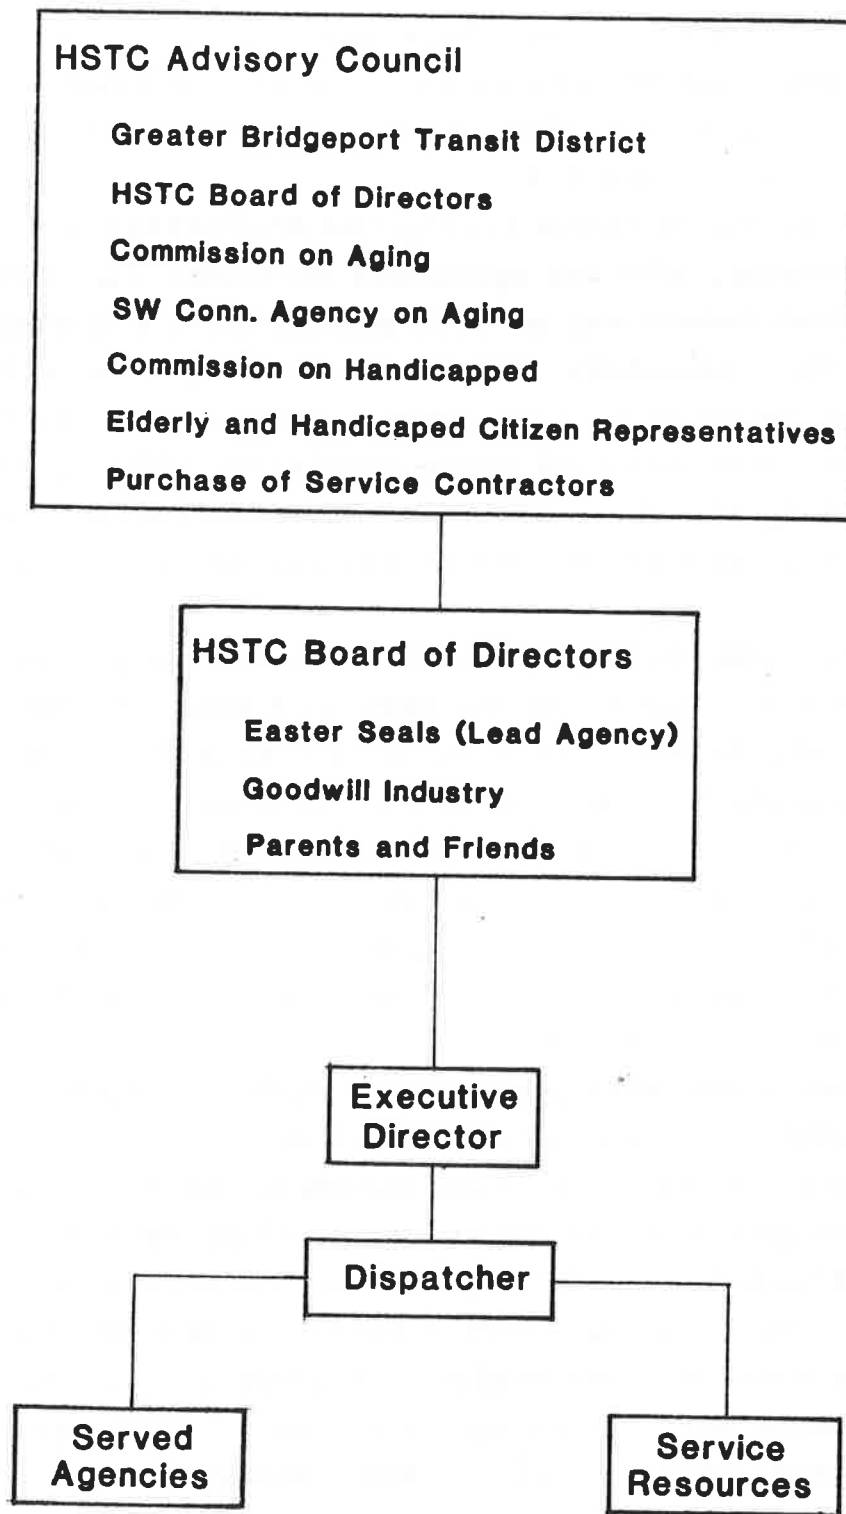 HSTC Advisory Council
Greater Bridgeport Transit District
HSTC Board of Directors
Commission on Aging
SW Conn. Agency on Aging
Commission on Handicapped
Elderly and Handicaped Citizen Representatives
Purchase of Service Contractors
HSTC Board of Directors
Easter Seals (Lead Agency)
Goodwill Industry
Parents and Friends
Executive
Director
Dispatcher
Served
Agencies
Service
Resources